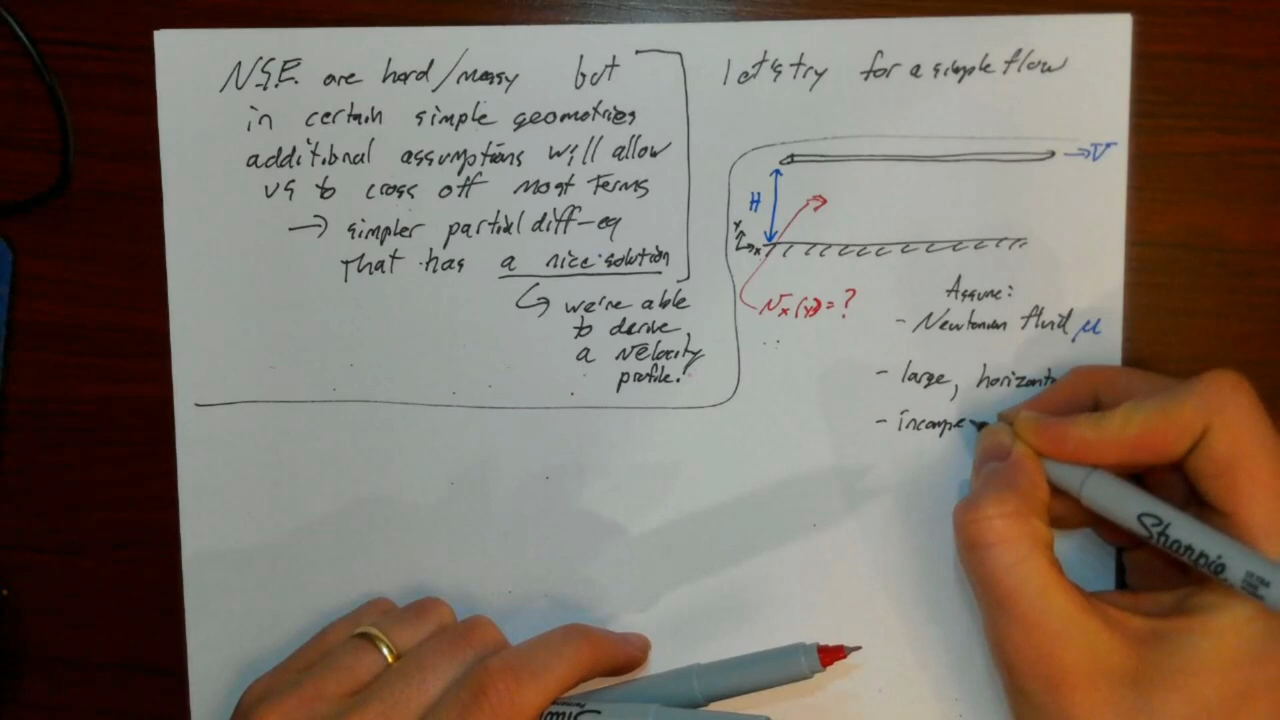 N.S.E. are hard/messy but
in certain simple geometries
additional assumptions will allow
us to cross off most terms
→ simpler partial diff-eq
that has a nice solution
↳ we're able
to derive
a velocity
profile!
let's try for a simple flow
→ V
H
y
x
Vx(y) = ?
Assume:
- Newtonian fluid μ
- large, horizont
- incompre
Sharpie